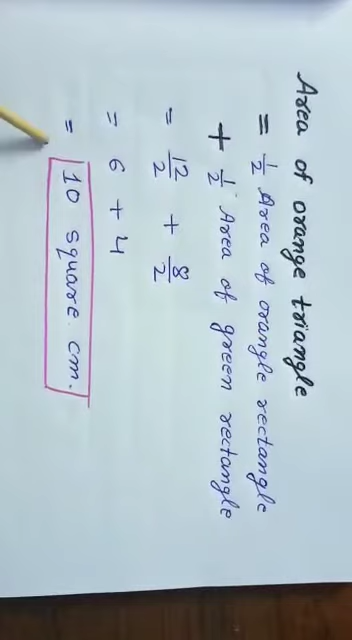 Area of orange triangle
= 1/2 Area of orangle rectangle
+ 1/2 Area of green rectangle
= 12/2 + 8/2
= 6 + 4
= 10 square cm.